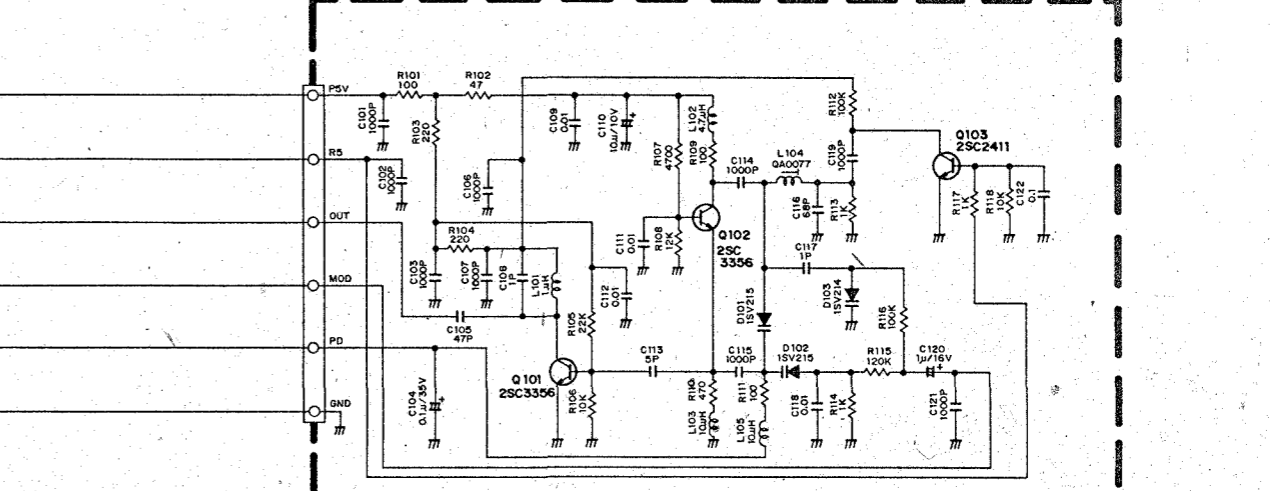 P5V
R5
OUT
MOD
PD
GND
R101
100
R102
47
C101
1000P
R103
220
C102
1000P
C106
1000P
C109
0.01
C110
10μ/10V
R107
4700
R109
100
L102
4.7μH
R112
100K
C114
1000P
L104
QA0077
C119
1000P
Q103
2SC2411
R117
1K
R118
10K
C122
0.1
C116
68P
R113
1K
R104
220
C103
1000P
C107
1000P
C108
1P
L101
1μH
C111
0.01
R108
12K
Q102
2SC
3356
C117
1P
C112
0.01
D101
1SV215
D103
1SV214
R116
100K
C105
47P
R105
22K
C104
0.1μ/35V
Q101
2SC3356
R106
10K
C113
5P
C115
1000P
R110
470
L103
10μH
R111
100
L105
10μH
D102
1SV215
C118
0.01
R114
1K
R115
120K
C120
1μ/16V
C121
1000P